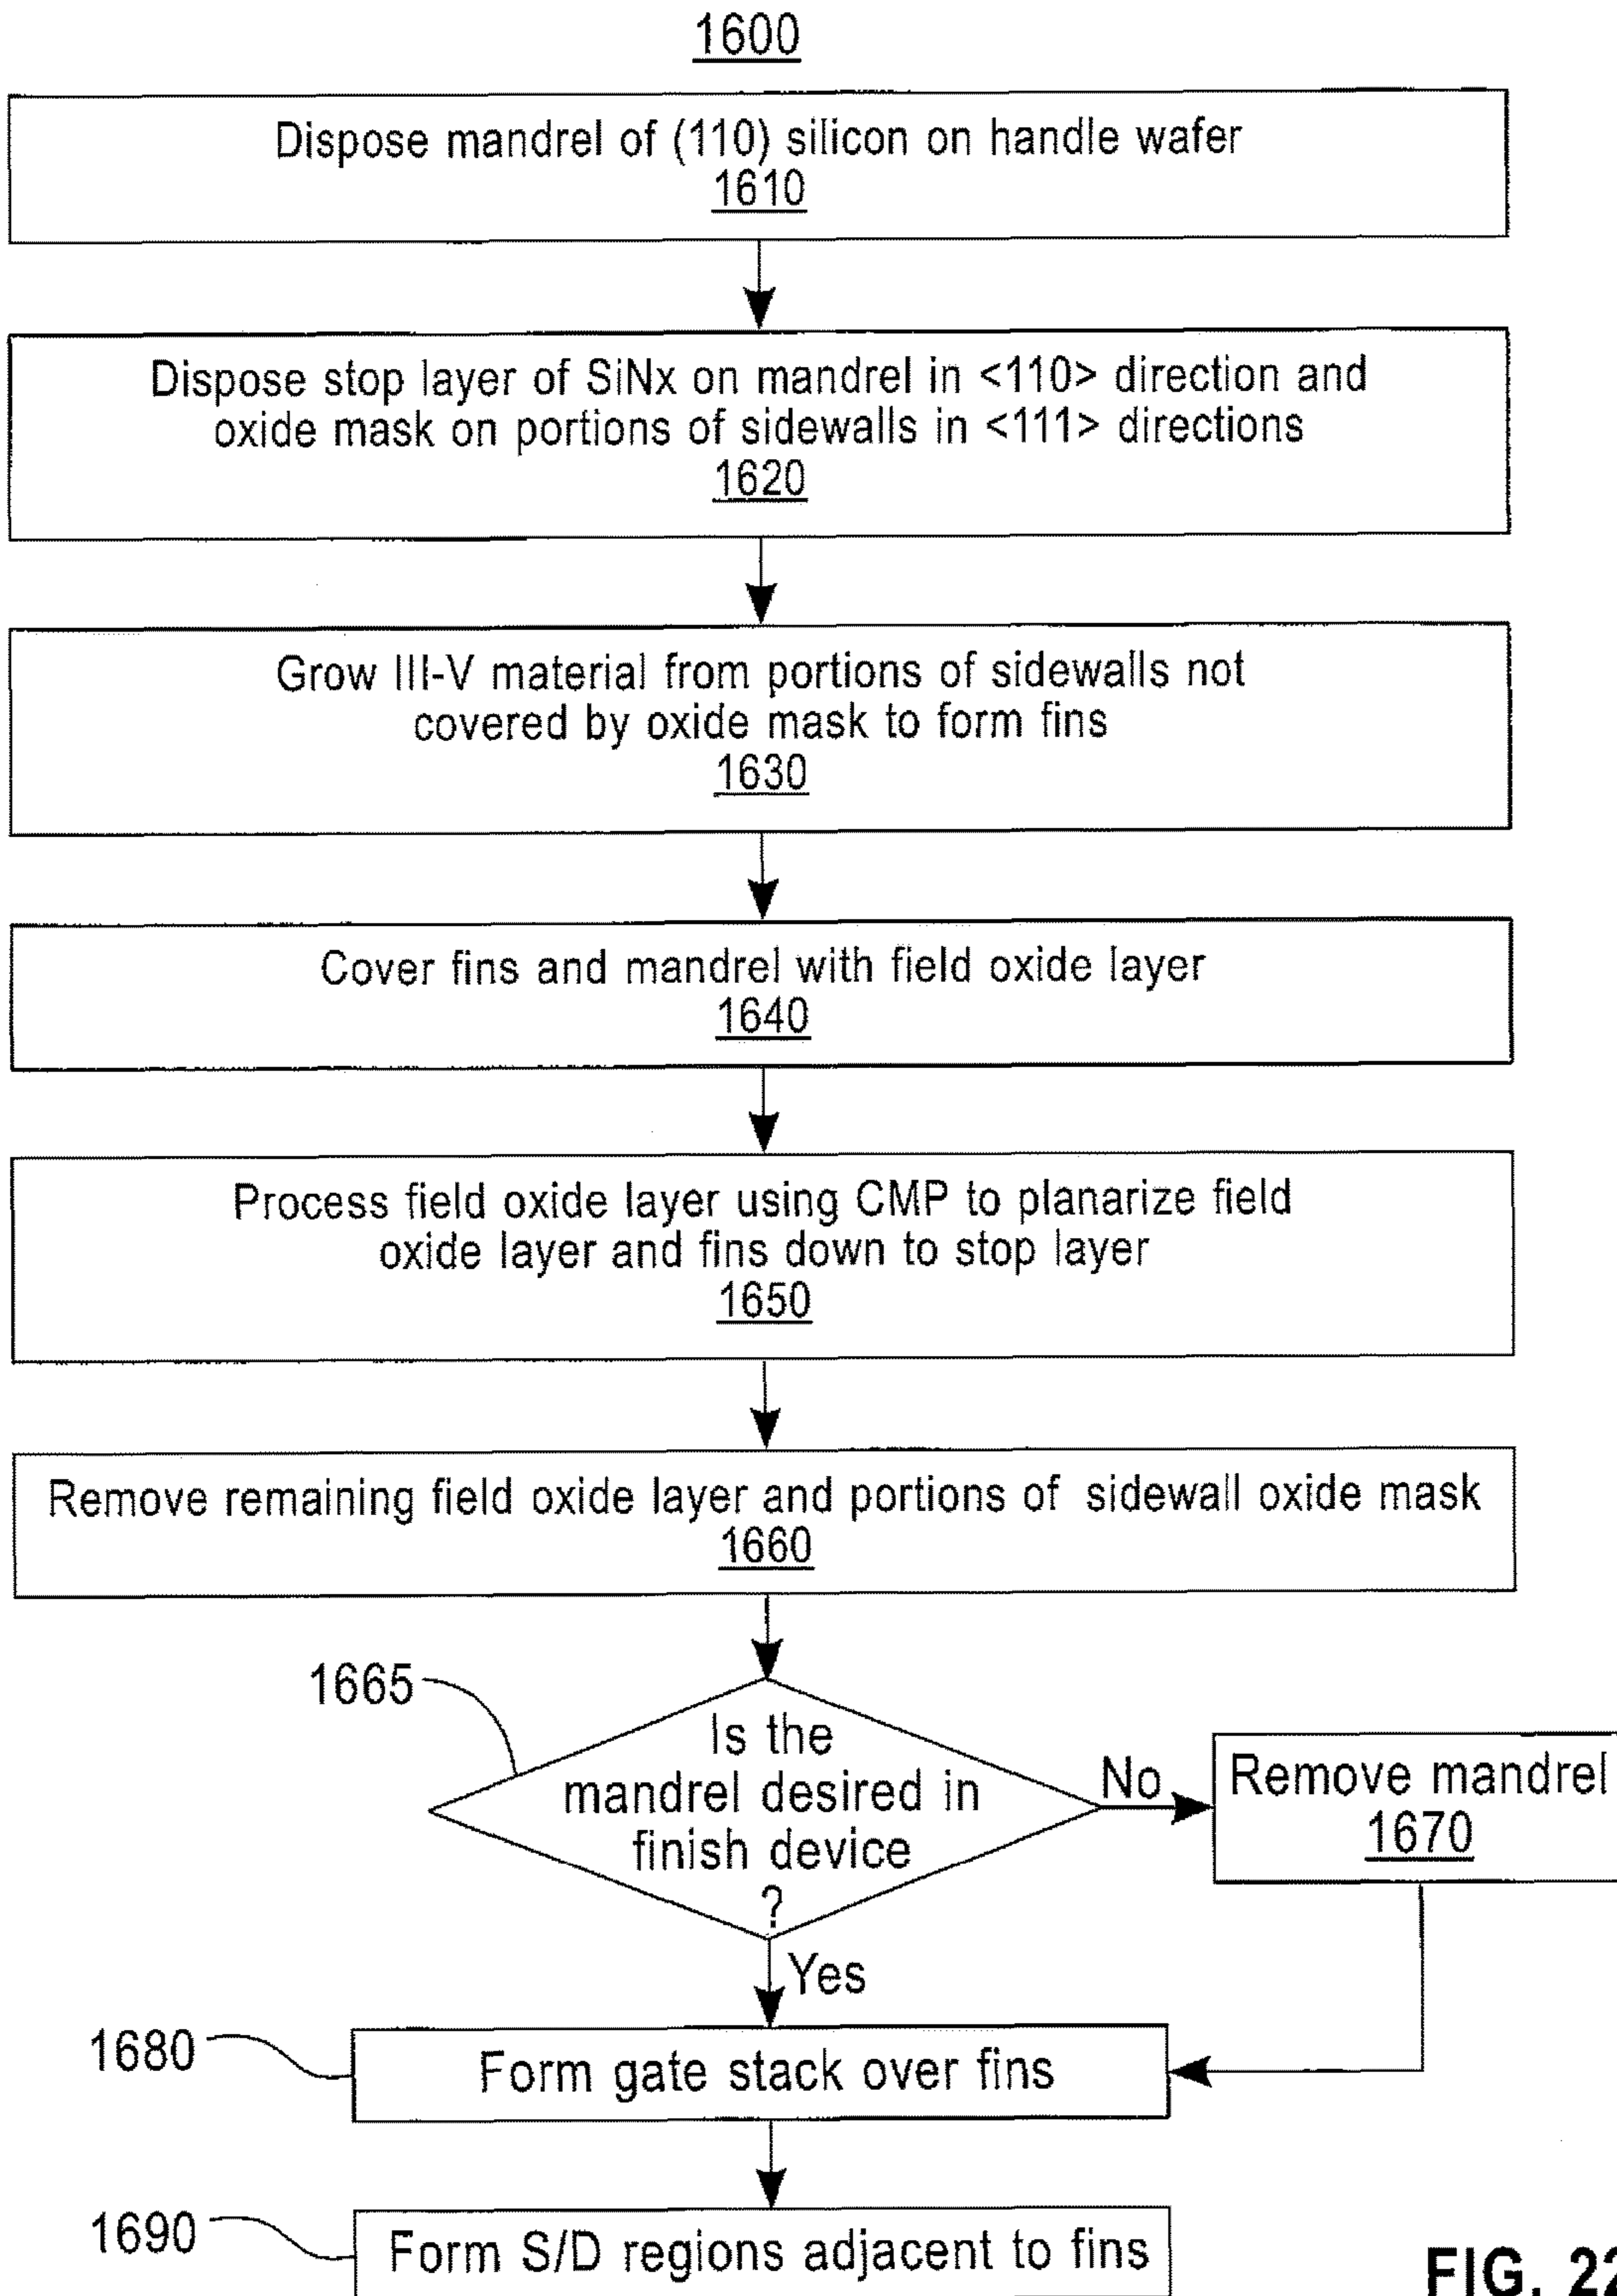 1600
Dispose mandrel of (110) silicon on handle wafer
1610
Dispose stop layer of SiNx on mandrel in <110> direction and
oxide mask on portions of sidewalls in <111> directions
1620
Grow III-V material from portions of sidewalls not
covered by oxide mask to form fins
1630
Cover fins and mandrel with field oxide layer
1640
Process field oxide layer using CMP to planarize field
oxide layer and fins down to stop layer
1650
Remove remaining field oxide layer and portions of sidewall oxide mask
1660
1665
Is the
mandrel desired in
finish device
?
No
Remove mandrel
1670
Yes
1680
Form gate stack over fins
1690
Form S/D regions adjacent to fins
FIG. 22